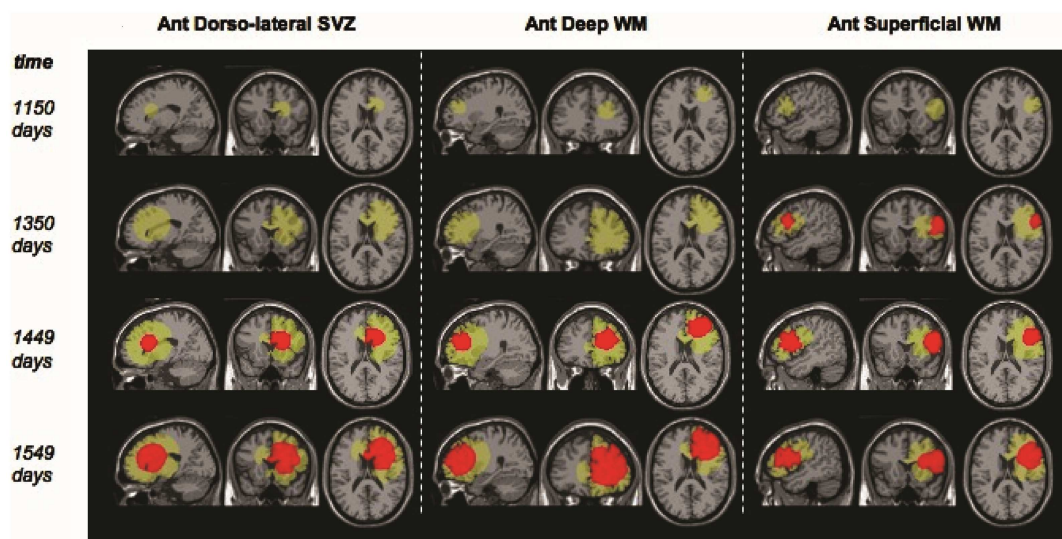 Ant Dorso-lateral SVZ Ant Deep WM Ant Superficial WM
time
1150
days
1350
days
1449
days
1549
days